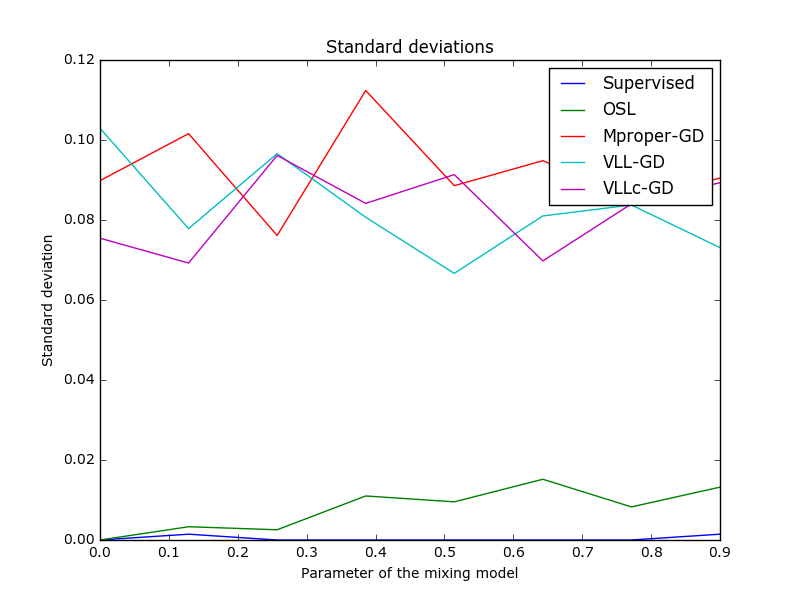 Standard deviations
0.12
0.10
0.08
0.06
0.04
0.02
0.00
Standard deviation
Supervised
OSL
Mproper-GD
VLL-GD
VLLc-GD
0.0 0.1 0.2 0.3 0.4 0.5 0.6 0.7 0.8 0.9
Parameter of the mixing model